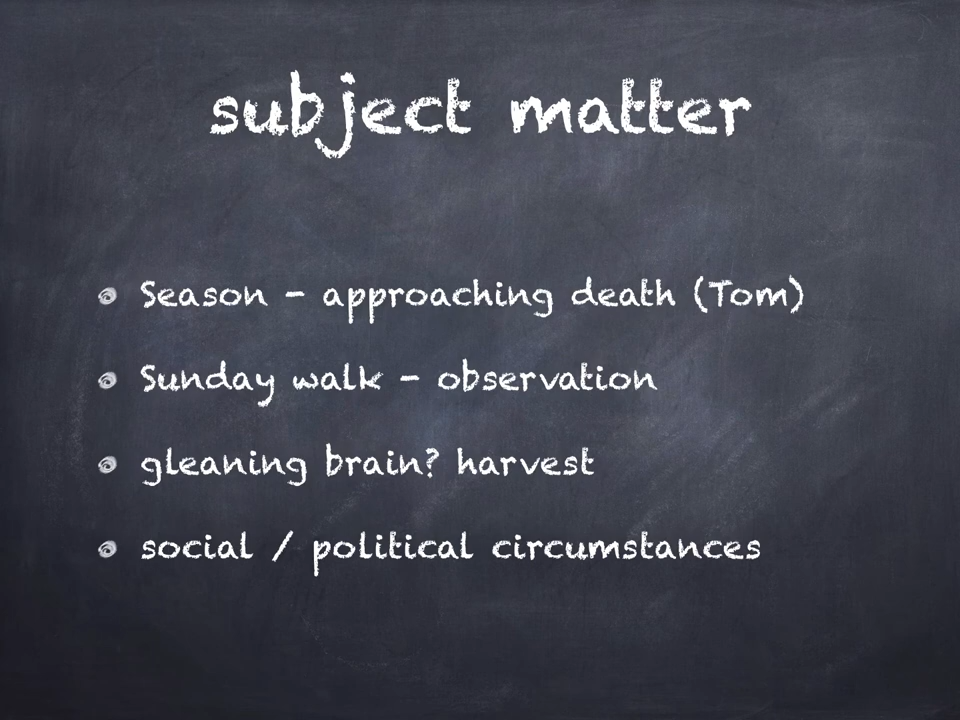 subject matter
Season - approaching death (Tom)
Sunday walk - observation
gleaning brain? harvest
social / political circumstances